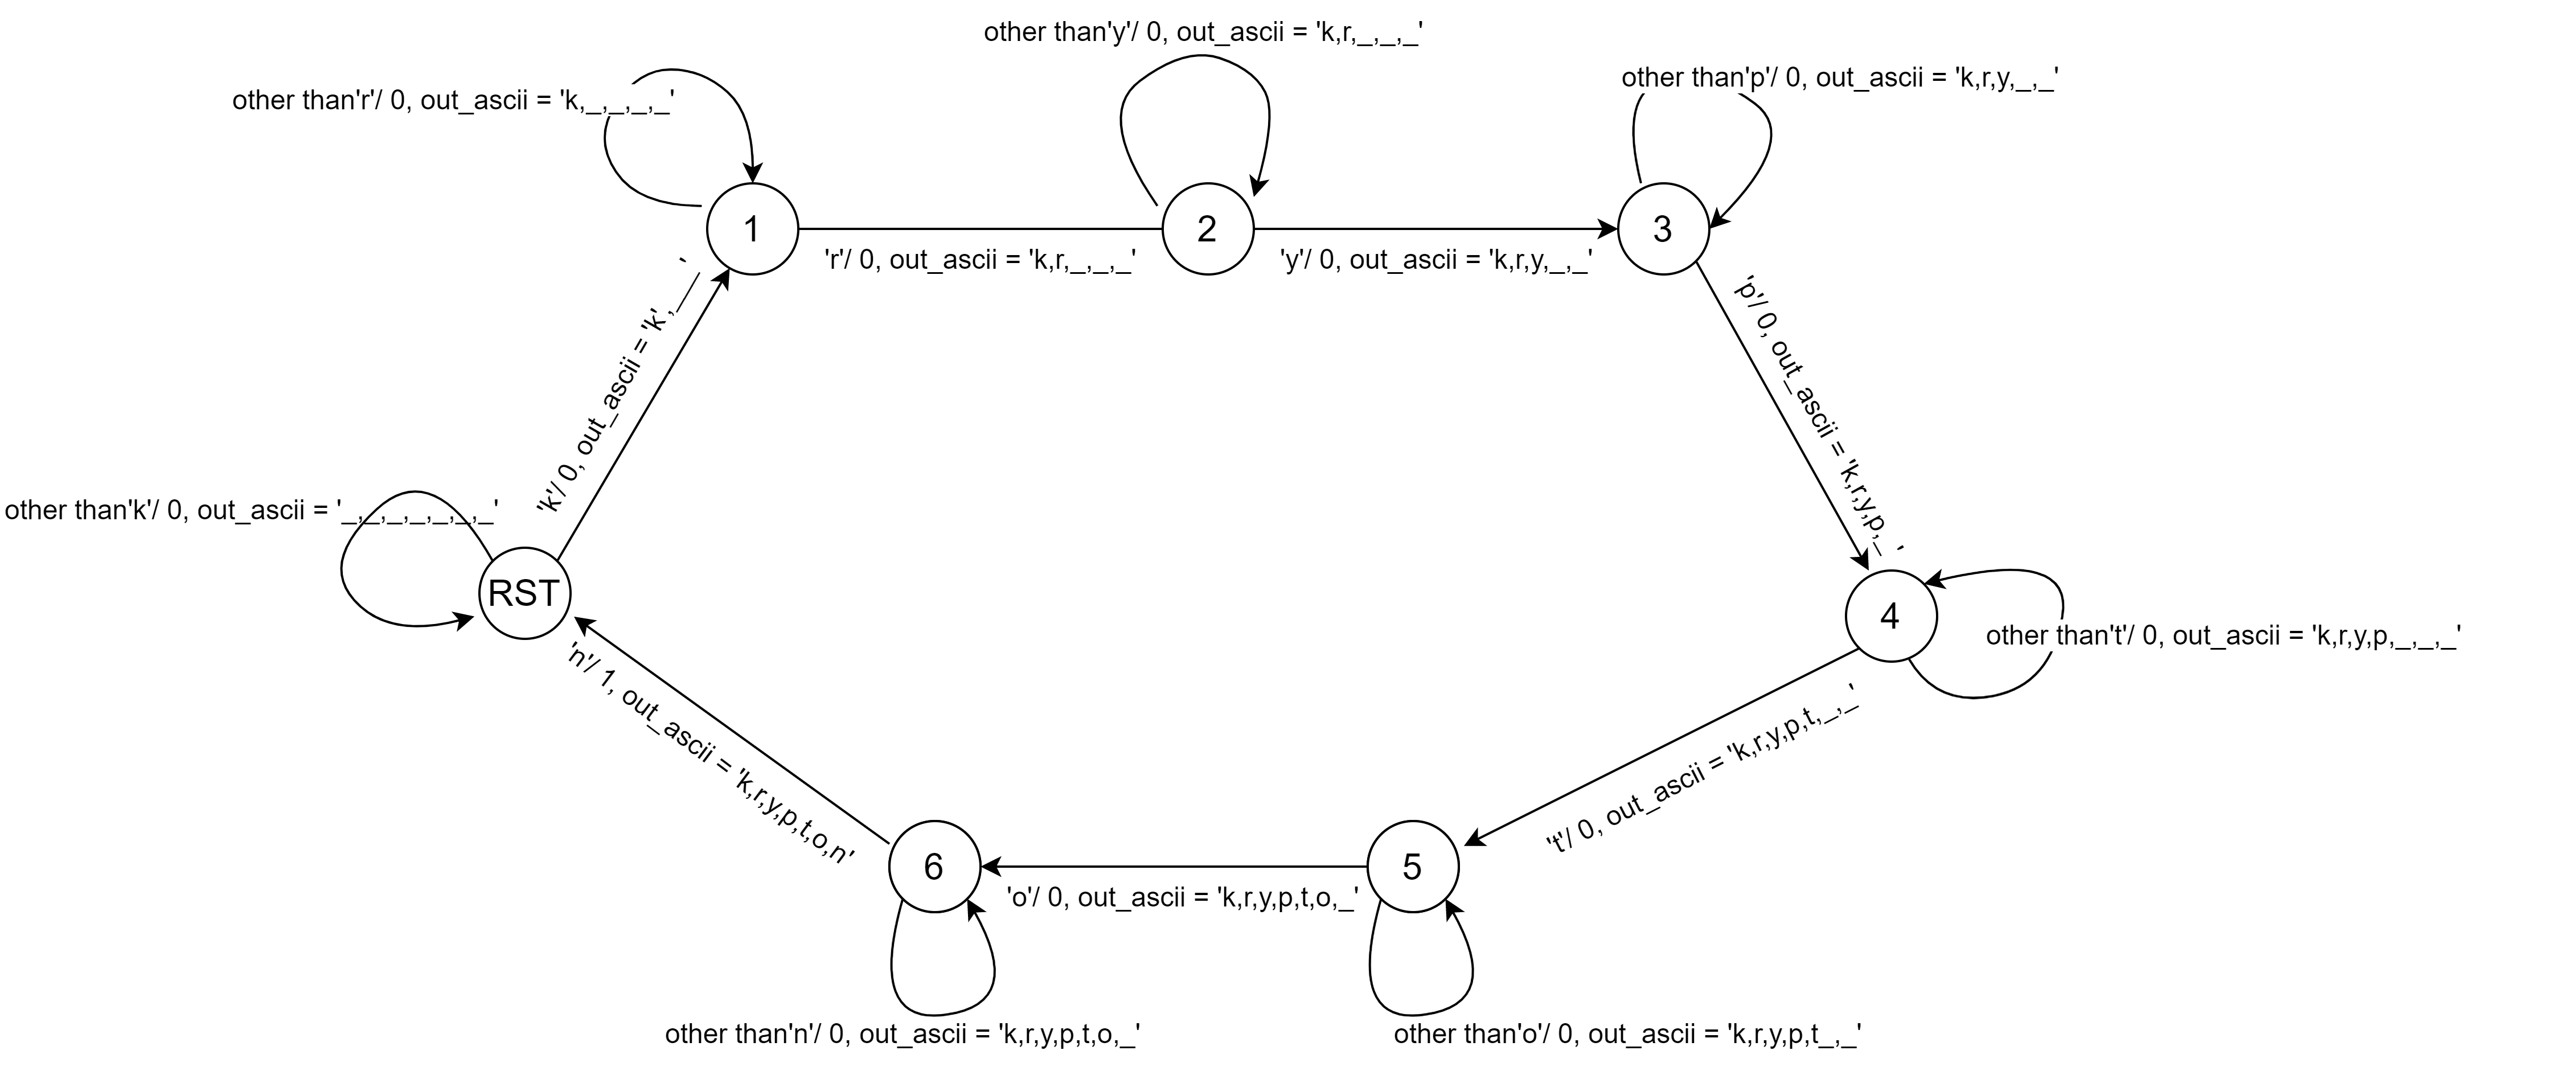 other than'y'/ 0, out_ascii = 'k,r,_,_,_'
other than'p'/ 0, out_ascii = 'k,r,y,_,_'
other than'r'/ 0, out_ascii = 'k,_,_,_,_'
1
2
3
'r'/ 0, out_ascii = 'k,r,_,_,_'
'y'/ 0, out_ascii = 'k,r,y,_,_'
'k'/ 0, out_ascii = 'k',____'
'p'/ 0, out_ascii = 'k,r,y,p,_'
other than'k'/ 0, out_ascii = '_,_,_,_,_,_,_'
RST
4
other than't'/ 0, out_ascii = 'k,r,y,p,_,_,_'
'n'/ 1, out_ascii = 'k,r,y,p,t,o,n'
't'/ 0, out_ascii = 'k,r,y,p,t,_,_'
6
5
'o'/ 0, out_ascii = 'k,r,y,p,t,o,_'
other than'n'/ 0, out_ascii = 'k,r,y,p,t,o,_'
other than'o'/ 0, out_ascii = 'k,r,y,p,t_,_'